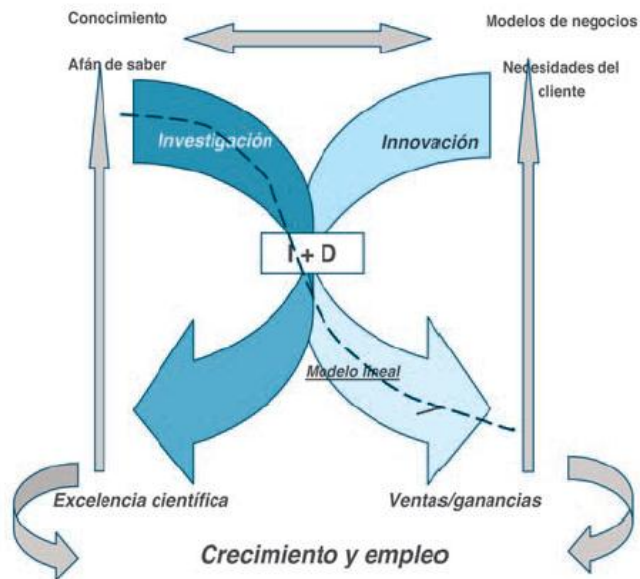 Conocimiento
Modelos de negocios
Afán de saber
Necesidades del
cliente
Investigación
Innovación
I + D
Modelo lineal
Excelencia científica
Ventas/ganancias
Crecimiento y empleo